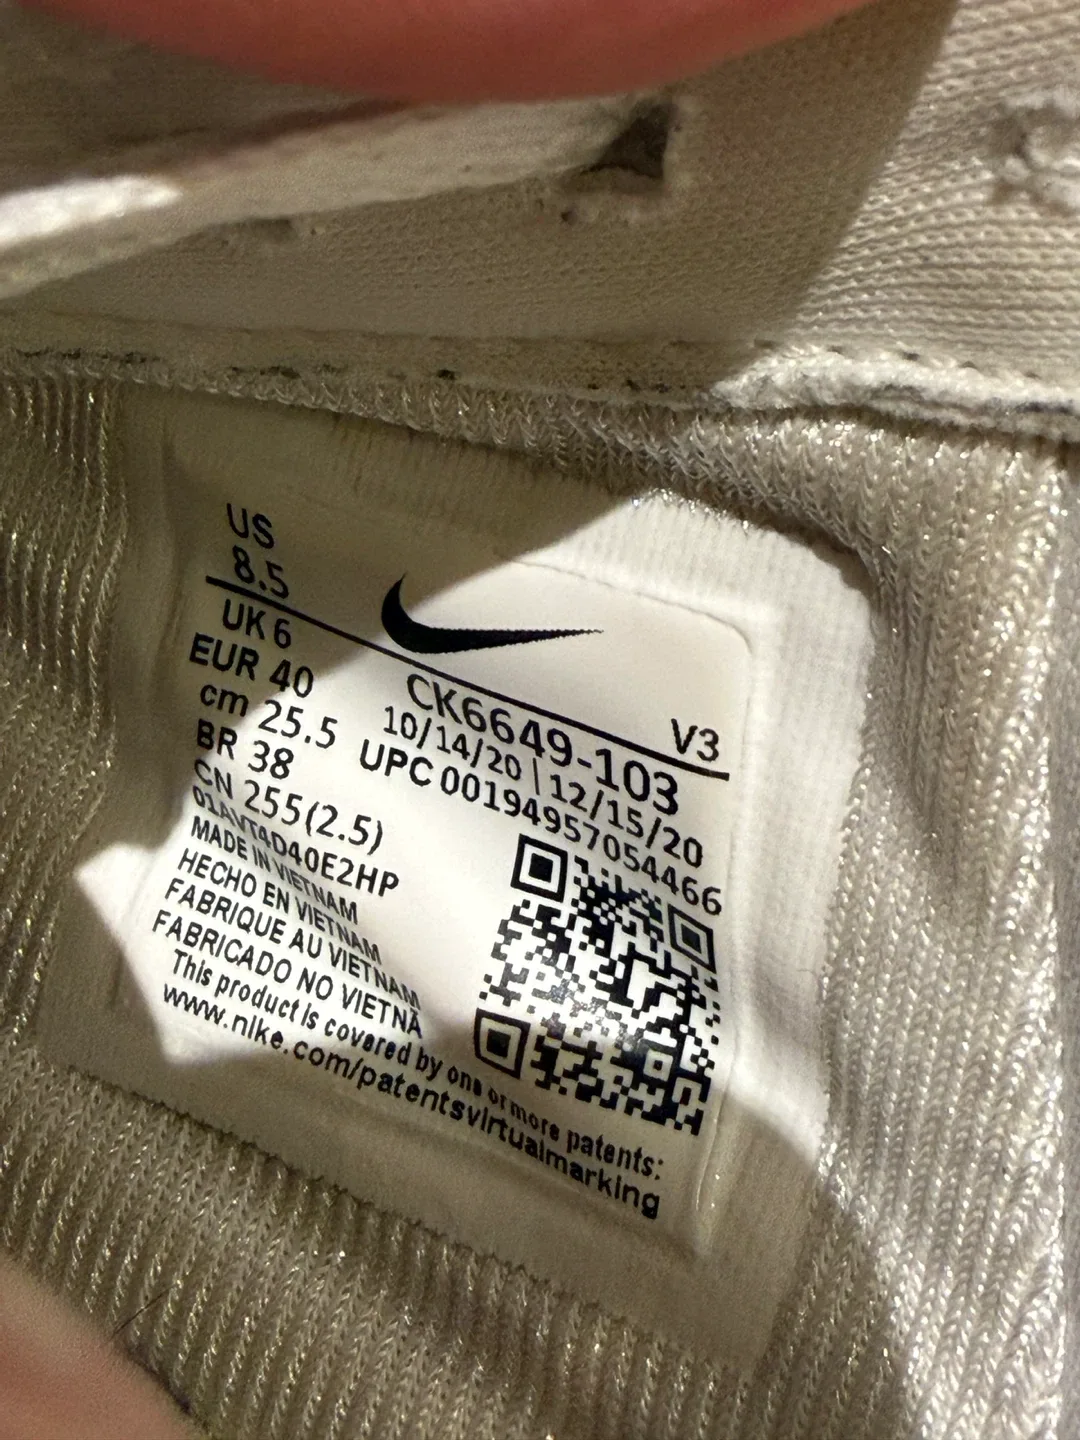 US
8.5
UK 6
EUR 40
cm 25.5
BR 38
CN 255(2.5)
01AVT4D40E2HP
MADE IN VIETNAM
HECHO EN VIETNAM
FABRIQUE AU VIETNAM
FABRICADO NO VIETNÃ
This product is covered by one or more patents:
www.nike.com/patentsvirtualmarking
V3
CK6649-103
10/14/20 | 12/15/20
UPC 00194957054466